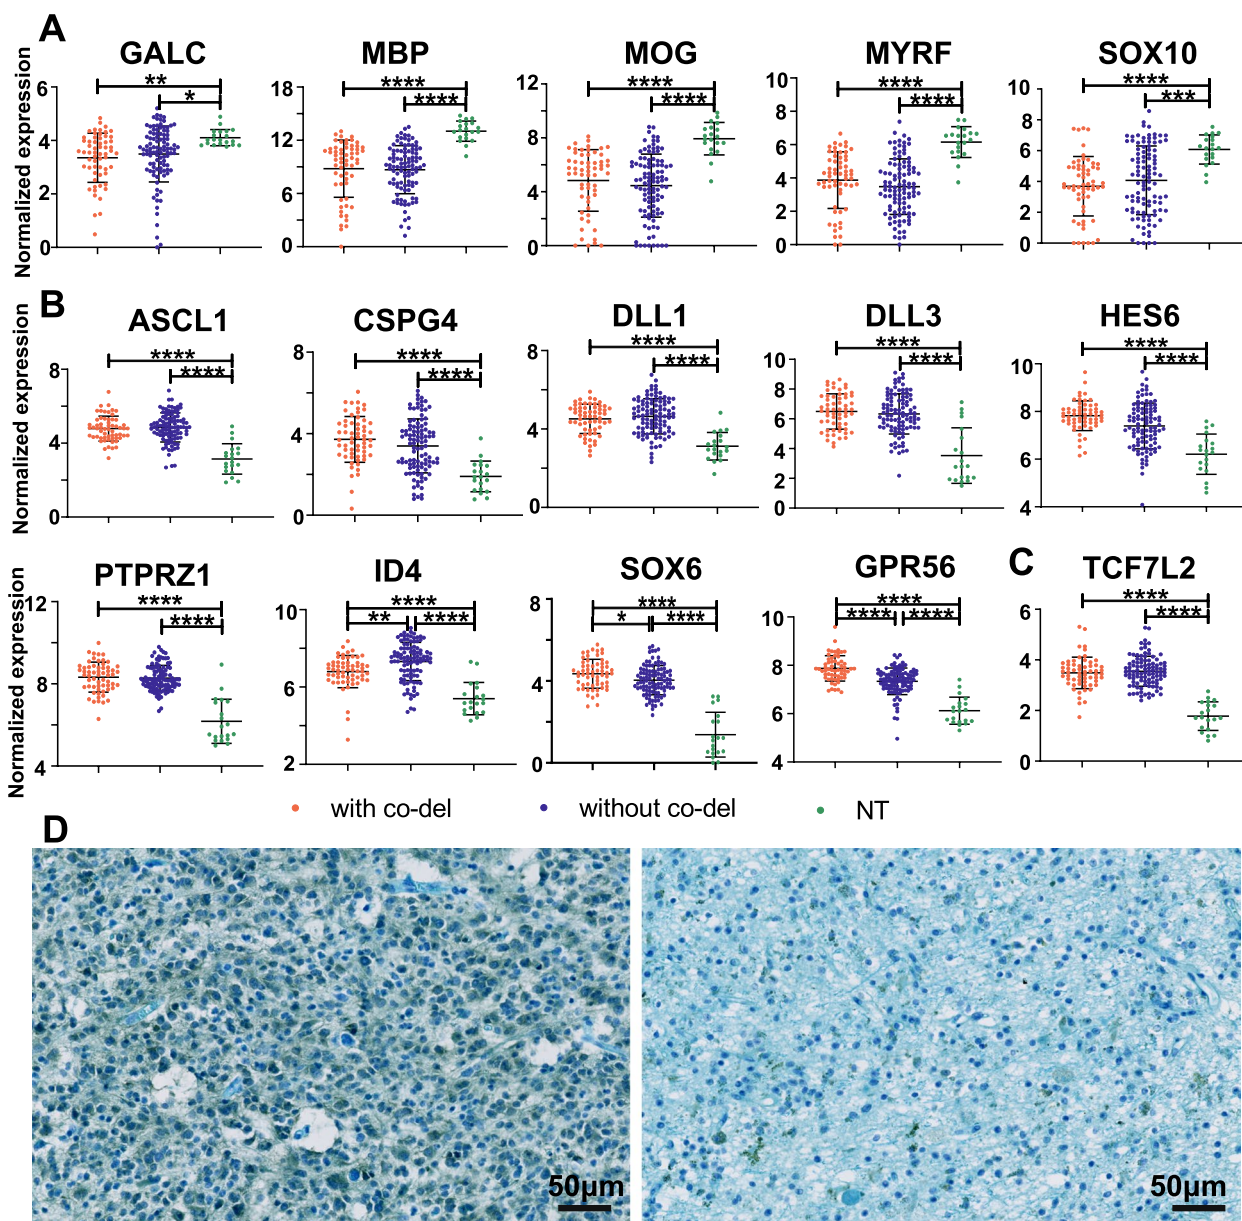 A
GALC MBP MOG MYRF SOX10
Normalized expression
** **** **** **** ****
* **** **** **** ***
6 4 2 0
18 12 9 6 3 0
12 8 4 0
10 8 6 4 2 0
10 8 6 4 2 0
B
ASCL1 CSPG4 DLL1 DLL3 HES6
Normalized expression
**** **** **** **** ****
**** **** **** **** ****
8 4 0
8 4 0
8 4 0
10 8 6 4 2 0
10 8 6 4
C
PTPRZ1 ID4 SOX6 GPR56 TCF7L2
Normalized expression
**** **** **** **** ****
**** ** **** * **** **** **** ****
12 8 4
10 6 2
8 4 0
10 8 6 4
6 4 2 0
with co-del without co-del NT
D
50µm 50µm